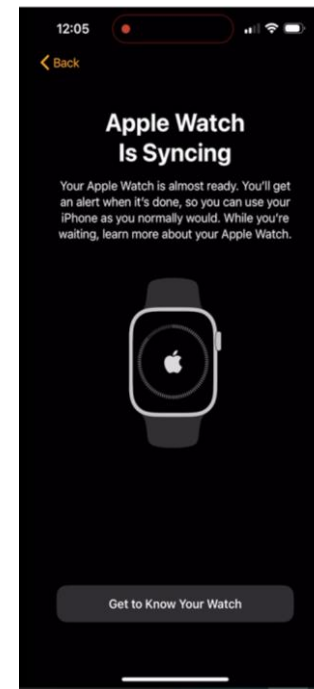 12:05
Back
Apple Watch
Is Syncing
Your Apple Watch is almost ready. You'll get
an alert when it's done, so you can use your
iPhone as you normally would. While you're
waiting, learn more about your Apple Watch.
Get to Know Your Watch